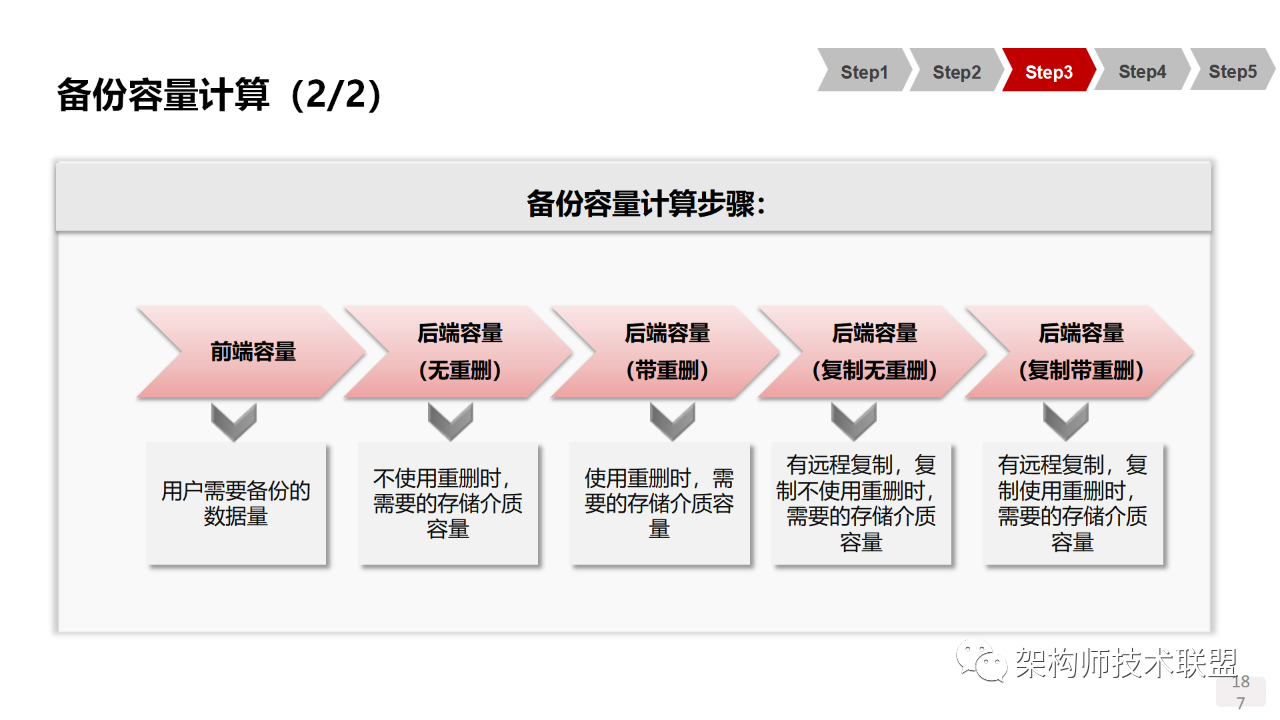 Step1
Step2
Step3
Step4
Step5
备份容量计算（2/2）
备份容量计算步骤：
前端容量
后端容量
（无重删）
后端容量
（带重删）
后端容量
（复制无重删）
后端容量
（复制带重删）
用户需要备份的
数据量
不使用重删时，
需要的存储介质
容量
使用重删时，需
要的存储介质容
量
有远程复制，复
制不使用重删时，
需要的存储介质
容量
有远程复制，复
制使用重删时，
需要的存储介质
容量
架构师技术联盟
18
7